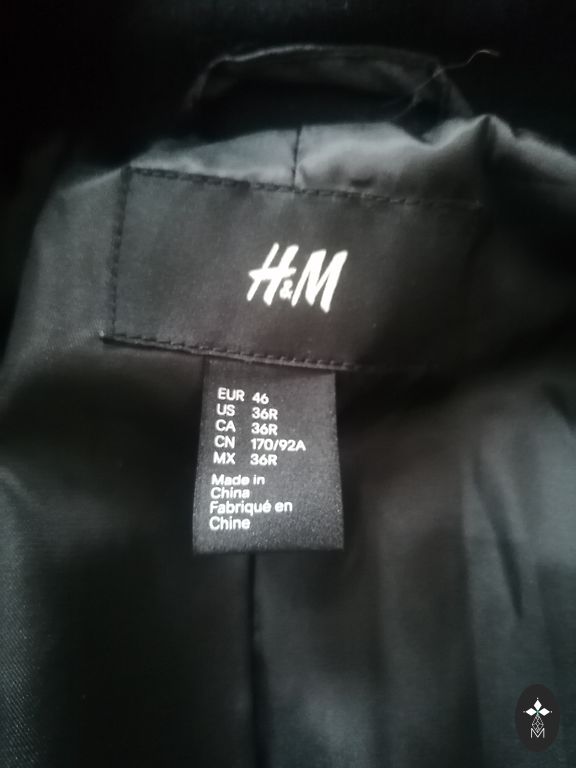 H&M
EUR 46
US 36R
CA 36R
CN 170/92A
MX 36R
Made in
China
Fabriqué en
Chine
M